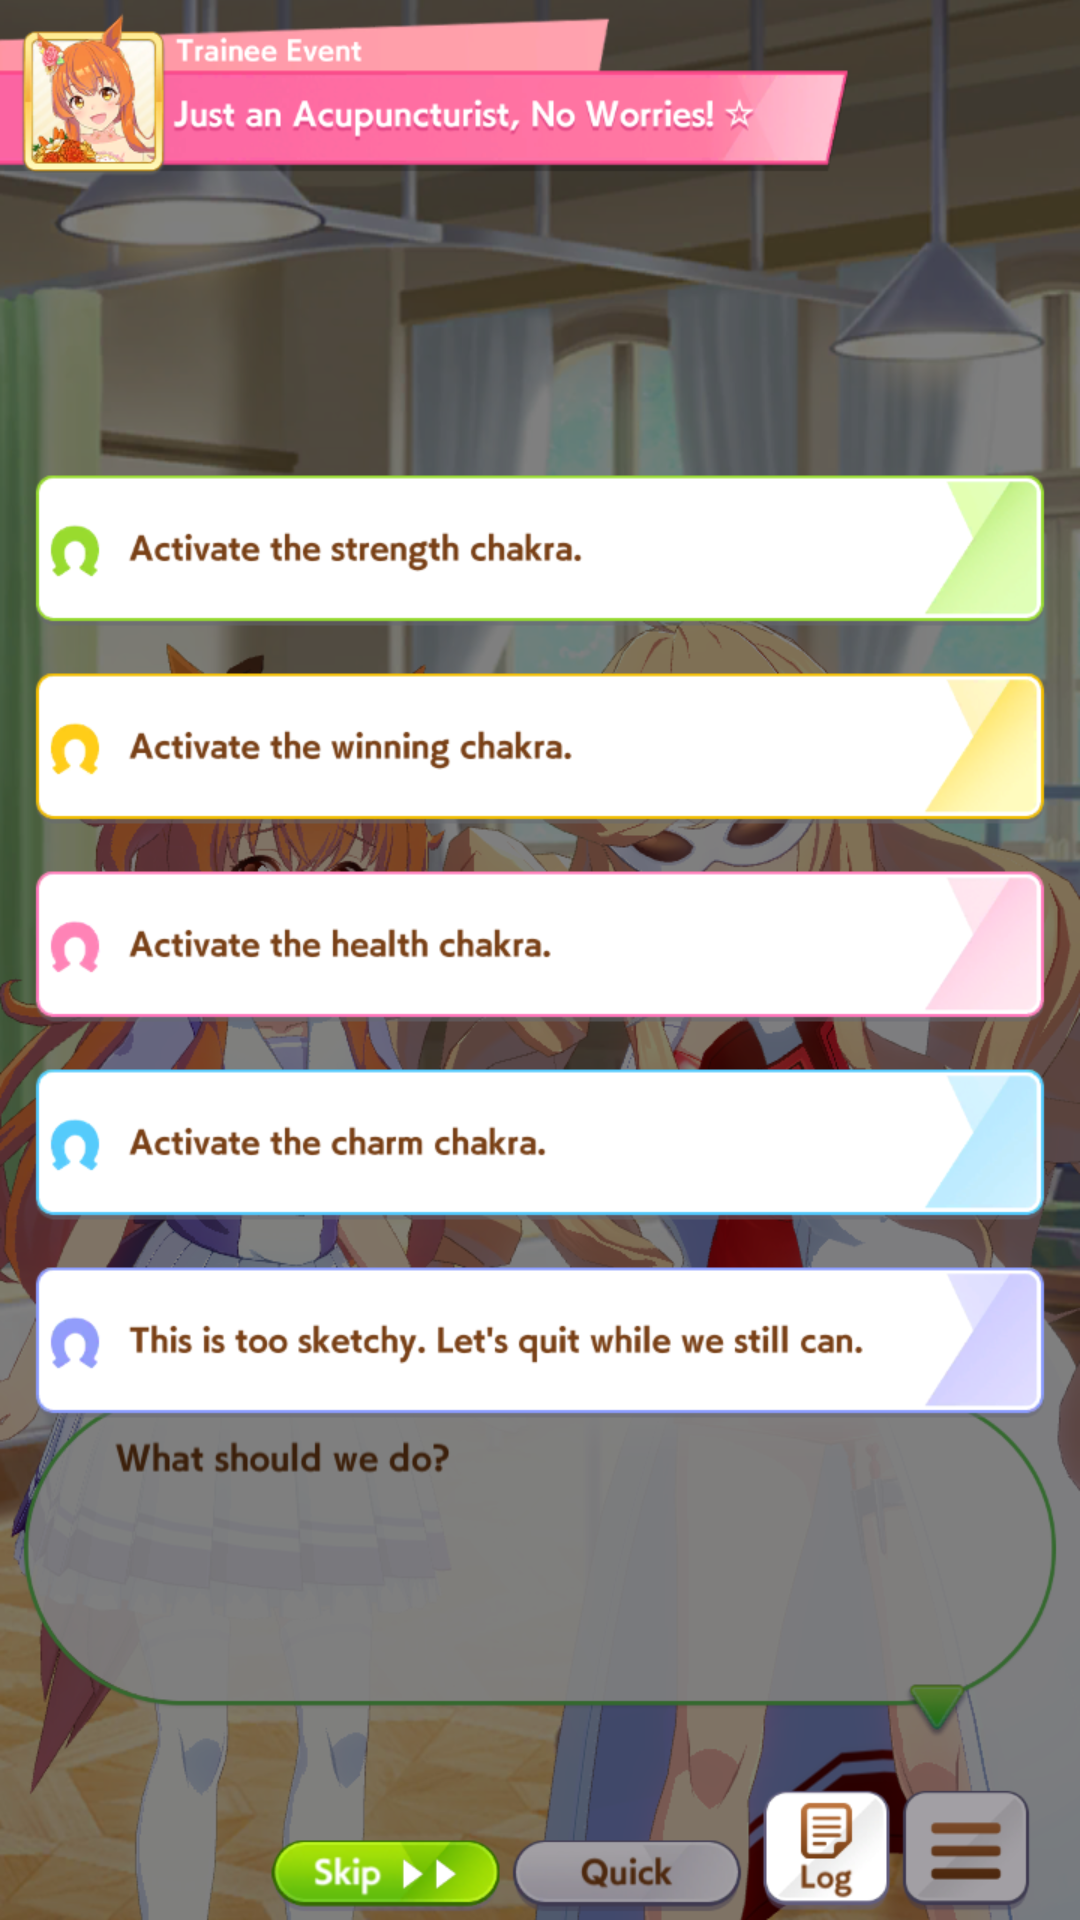 Trainee Event
Just an Acupuncturist, No Worries! ☆
Activate the strength chakra.
Activate the winning chakra.
Activate the health chakra.
Activate the charm chakra.
This is too sketchy. Let's quit while we still can.
What should we do?
Skip
Quick
Log